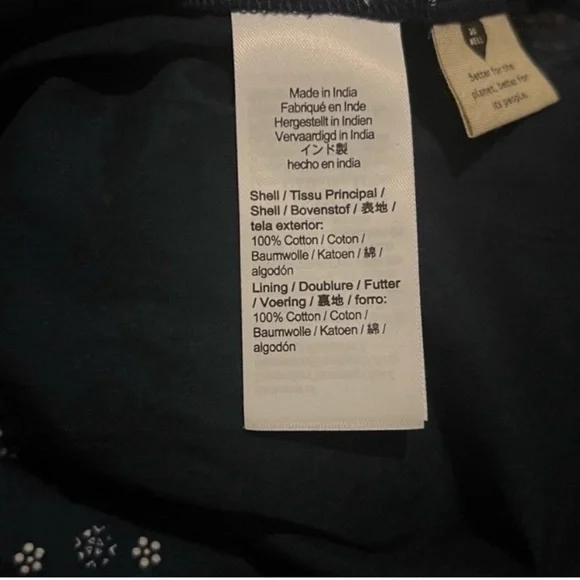 Made in India
Fabriqué en Inde
Hergestellt in Indien
Vervaardigd in India
インド製
hecho en india
Shell / Tissu Principal /
Shell / Bovenstof / 表地 /
tela exterior:
100% Cotton / Coton /
Baumwolle / Katoen / 綿 /
algodón
Lining / Doublure / Futter
/ Voering / 裏地 / forro:
100% Cotton / Coton /
Baumwolle / Katoen / 綿 /
algodón
DO
WELL
Better for the
planet, better for
its people.